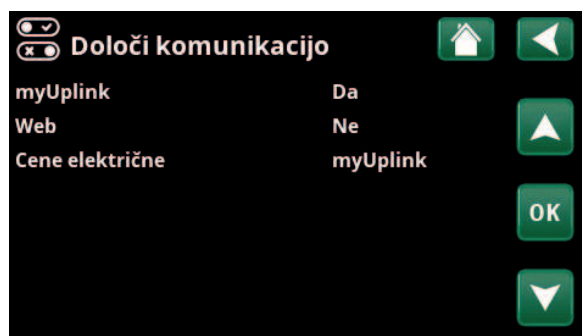 Določi komunikacijo
myUplink Da
Web Ne
Cene električne myUplink
OK